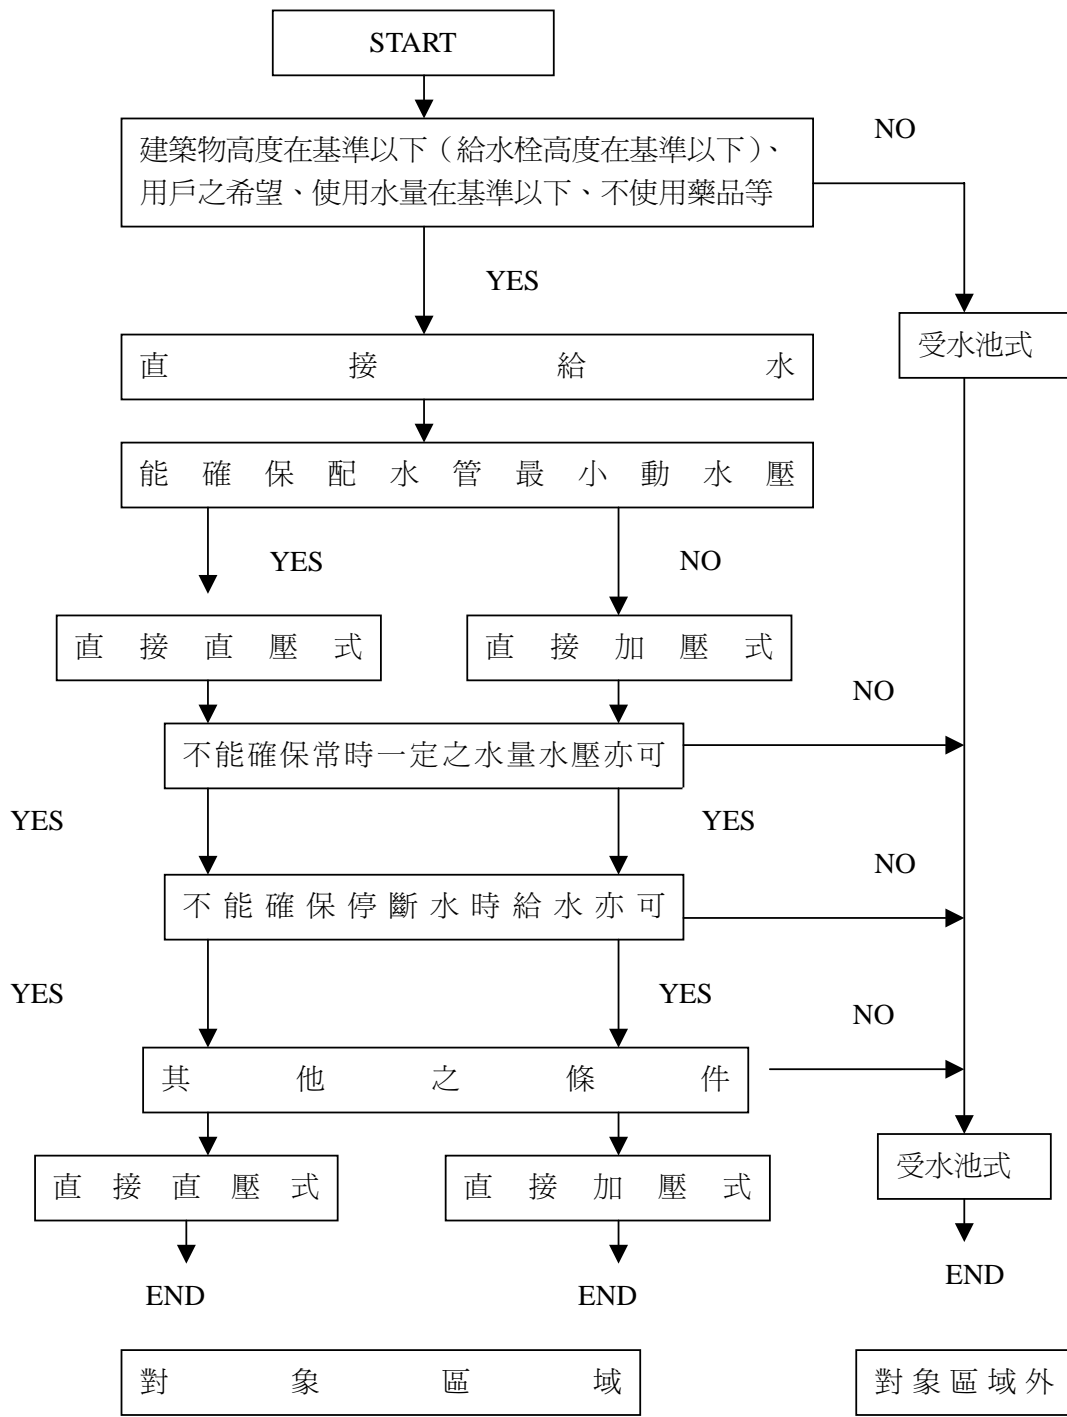 START
NO
建築物高度在基準以下（給水栓高度在基準以下）、
用戶之希望、使用水量在基準以下、不使用藥品等
YES
受水池式
直接給水
能確保配水管最小動水壓
YES
NO
直接直壓式
直接加壓式
NO
不能確保常時一定之水量水壓亦可
YES
YES
NO
不能確保停斷水時給水亦可
YES
YES
NO
其他之條件
受水池式
直接直壓式
直接加壓式
END
END
END
對象區域
對象區域外